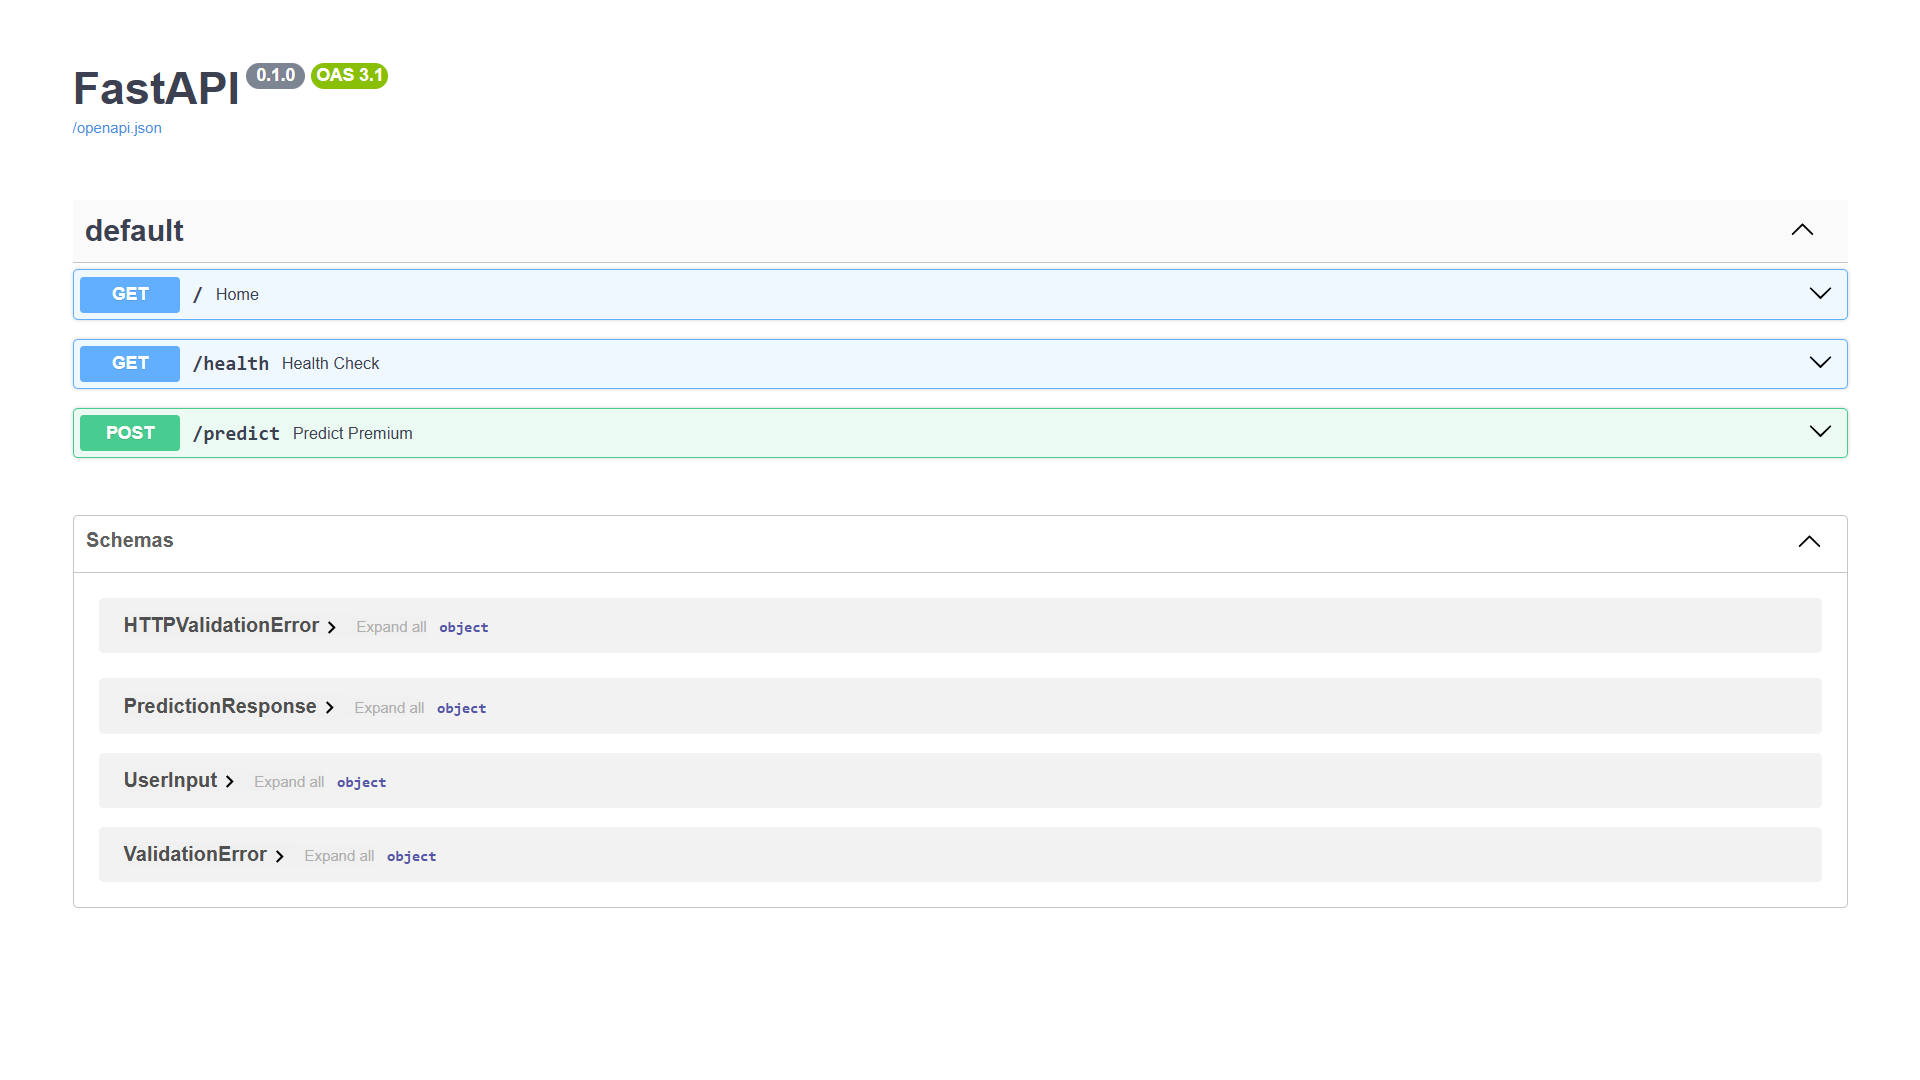 FastAPI 0.1.0 OAS 3.1
/openapi.json
default
GET / Home
GET /health Health Check
POST /predict Predict Premium
Schemas
HTTPValidationError Expand all object
PredictionResponse Expand all object
UserInput Expand all object
ValidationError Expand all object